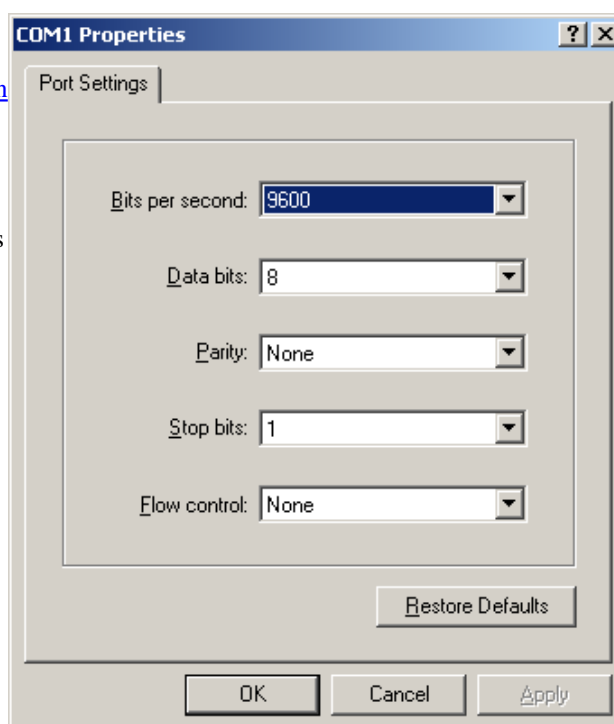 COM1 Properties
n
Port Settings
Bits per second: 9600
s
Data bits: 8
Parity: None
Stop bits: 1
Flow control: None
Restore Defaults
OK Cancel Apply